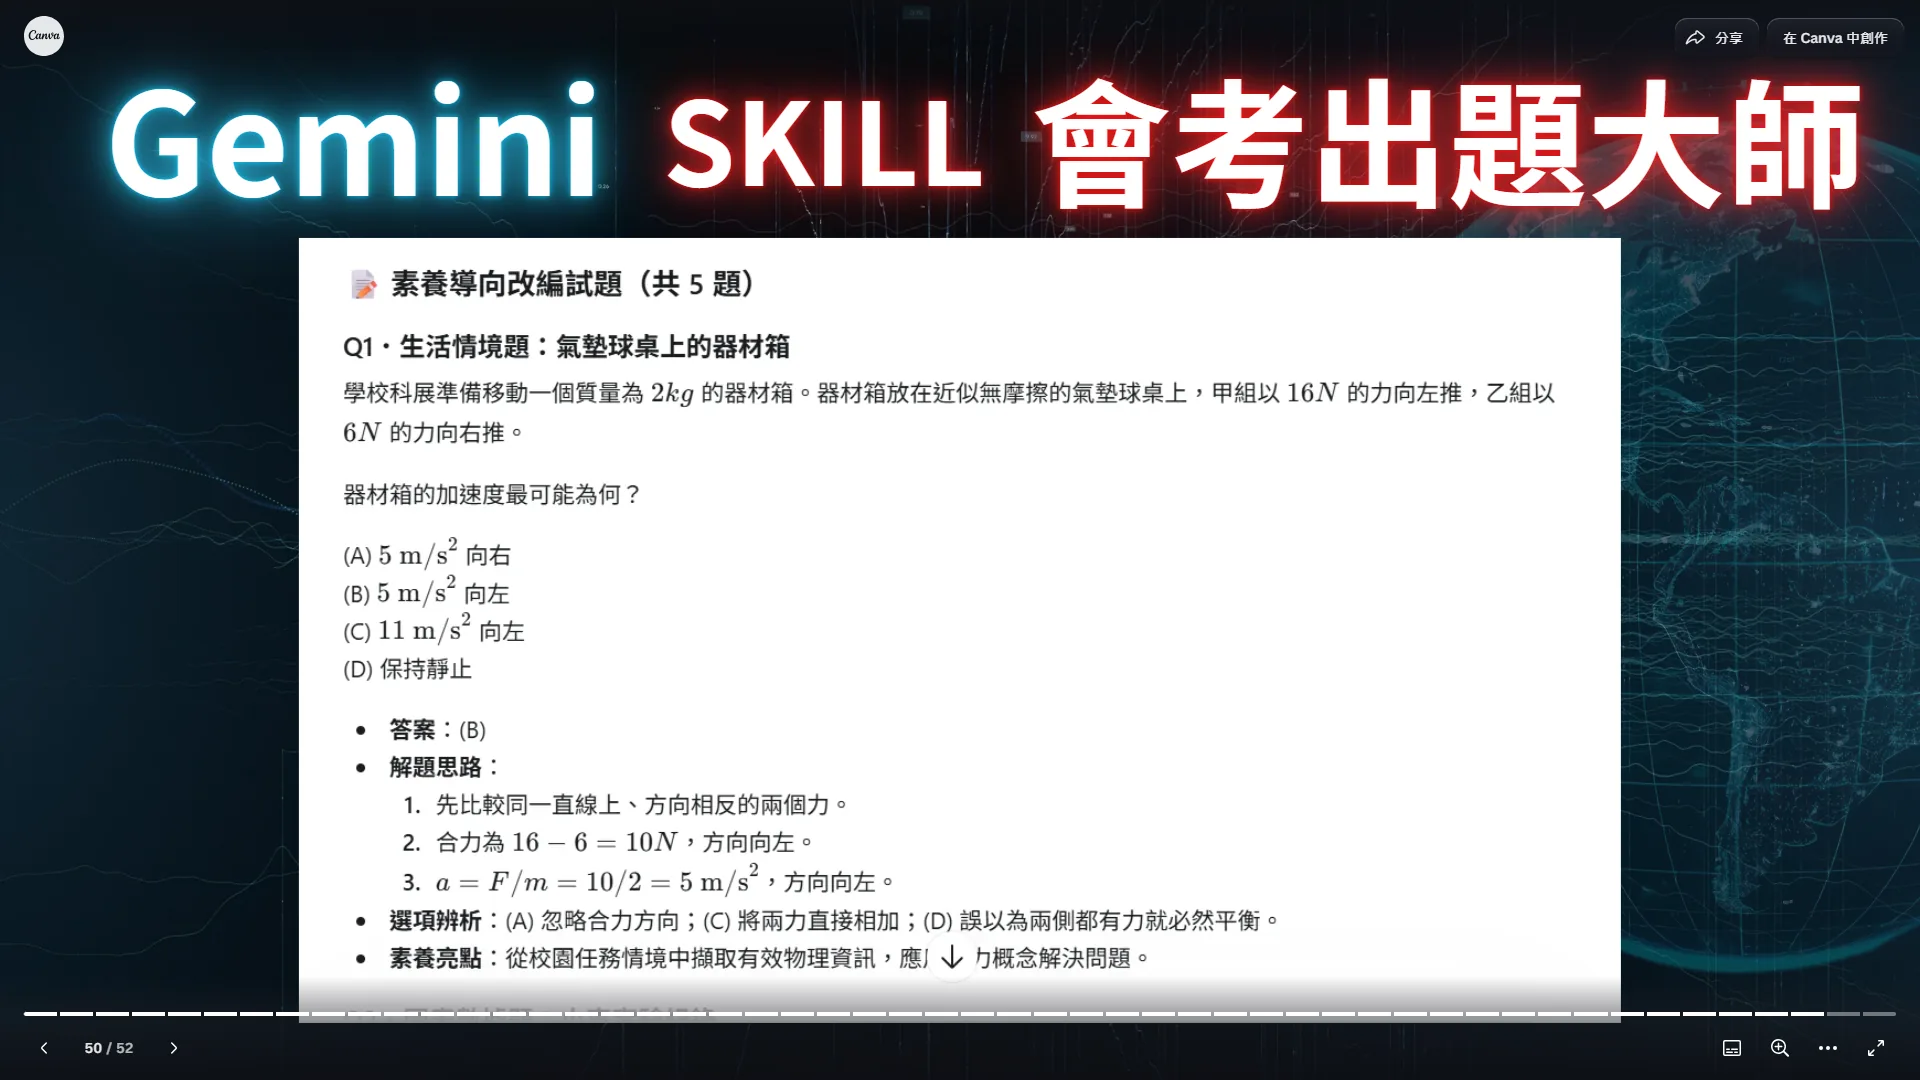 Canva
分享
在 Canva 中創作
Gemini SKILL 會考出題大師
素養導向改編試題（共 5 題）
Q1・生活情境題：氣墊球桌上的器材箱
學校科展準備移動一個質量為 2kg 的器材箱。器材箱放在近似無摩擦的氣墊球桌上，甲組以 16N 的力向左推，乙組以
6N 的力向右推。
器材箱的加速度最可能為何？
(A) 5 m/s² 向右
(B) 5 m/s² 向左
(C) 11 m/s² 向左
(D) 保持靜止
• 答案：(B)
• 解題思路：
1. 先比較同一直線上、方向相反的兩個力。
2. 合力為 16 − 6 = 10N，方向向左。
3. a = F/m = 10/2 = 5 m/s²，方向向左。
• 選項辨析：(A) 忽略合力方向；(C) 將兩力直接相加；(D) 誤以為兩側都有力就必然平衡。
• 素養亮點：從校園任務情境中擷取有效物理資訊，應 力概念解決問題。
50 / 52